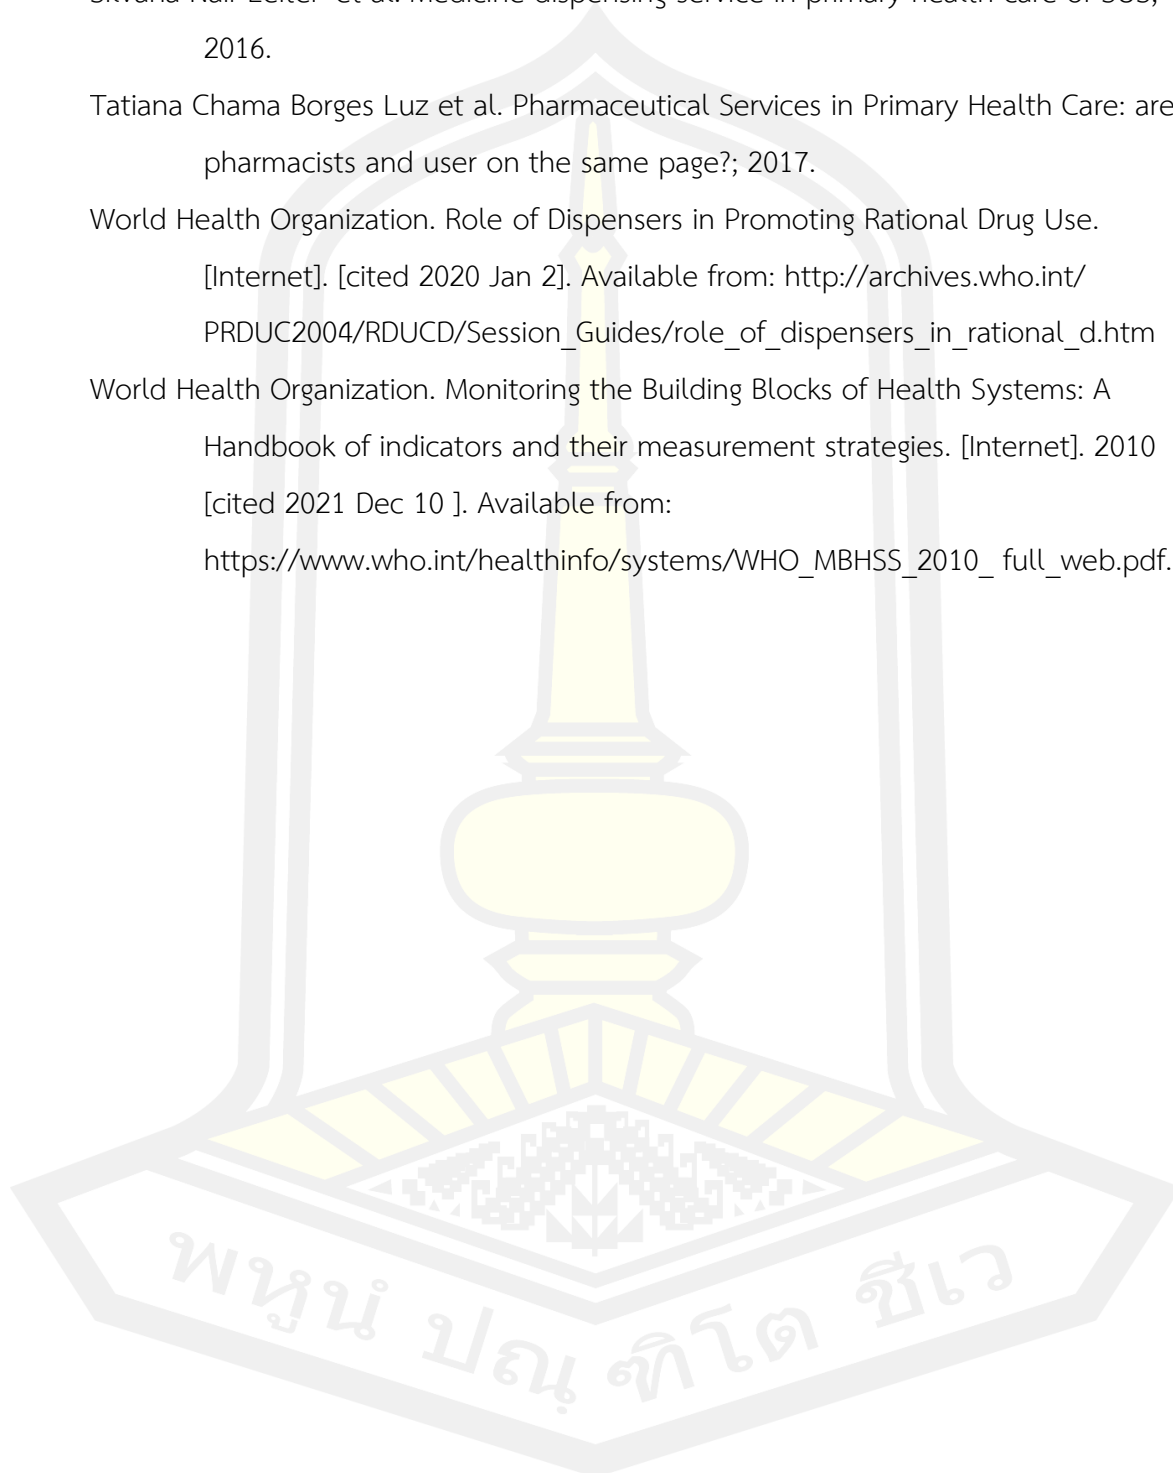 2016.
Tatiana Chama Borges Luz et al. Pharmaceutical Services in Primary Health Care: are
pharmacists and user on the same page?; 2017.
World Health Organization. Role of Dispensers in Promoting Rational Drug Use.
[Internet]. [cited 2020 Jan 2]. Available from: http://archives.who.int/
PRDUC2004/RDUCD/Session_Guides/role_of_dispensers_in_rational_d.htm
World Health Organization. Monitoring the Building Blocks of Health Systems: A
Handbook of indicators and their measurement strategies. [Internet]. 2010
[cited 2021 Dec 10 ]. Available from:
https://www.who.int/healthinfo/systems/WHO_MBHSS_2010_ full_web.pdf.
พหูนํ ปณฺ ฑิโต ชีเว